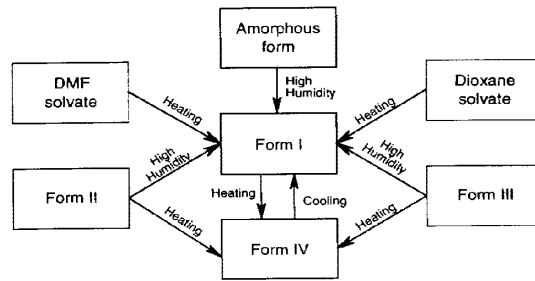 Amorphous
form
DMF
solvate
Dioxane
solvate
High
Humidity
Heating
Heating
Form I
High
Humidity
High
Humidity
Form II
Heating
Cooling
Form III
Heating
Heating
Form IV